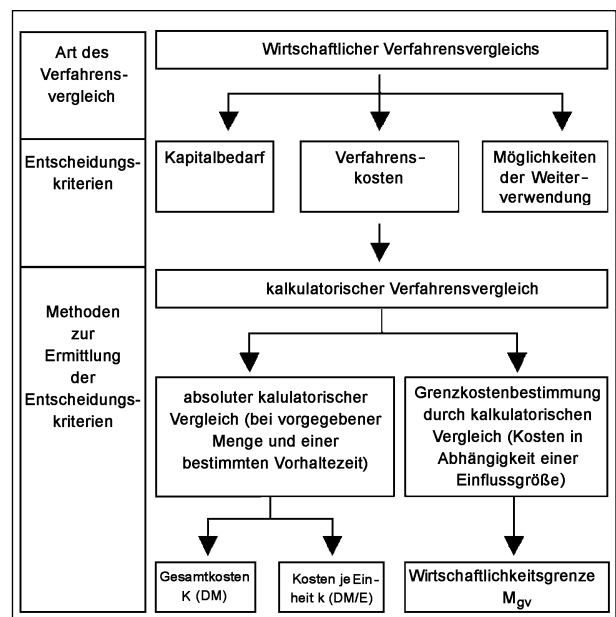 Art des
Verfahrens-
vergleich
Wirtschaftlicher Verfahrensvergleichs
Entscheidungs-
kriterien
Kapitalbedarf
Verfahrens-
kosten
Möglichkeiten
der Weiter-
verwendung
kalkulatorischer Verfahrensvergleich
Methoden
zur
Ermittlung
der
Entscheidungs-
kriterien
absoluter kalulatorischer
Vergleich (bei vorgegebener
Menge und einer
bestimmten Vorhaltezeit)
Grenzkostenbestimmung
durch kalkulatorischen
Vergleich (Kosten in
Abhängigkeit einer
Einflussgröße)
Gesamtkosten
K (DM)
Kosten je Ein-
heit k (DM/E)
Wirtschaftlichkeitsgrenze
Mgv